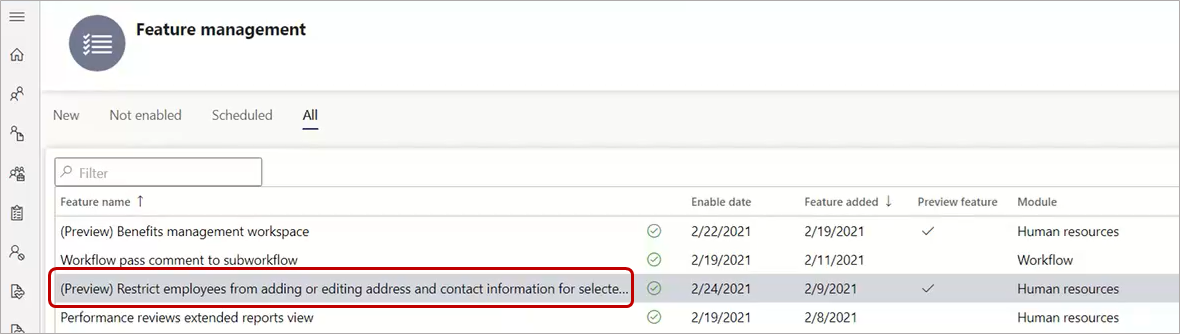 Feature management
New Not enabled Scheduled All
Filter
Feature name ↑ Enable date Feature added ↓ Preview feature Module
(Preview) Benefits management workspace 2/22/2021 2/19/2021 Human resources
Workflow pass comment to subworkflow 2/19/2021 2/11/2021 Workflow
(Preview) Restrict employees from adding or editing address and contact information for selecte... 2/24/2021 2/9/2021 Human resources
Performance reviews extended reports view 2/19/2021 2/8/2021 Human resources